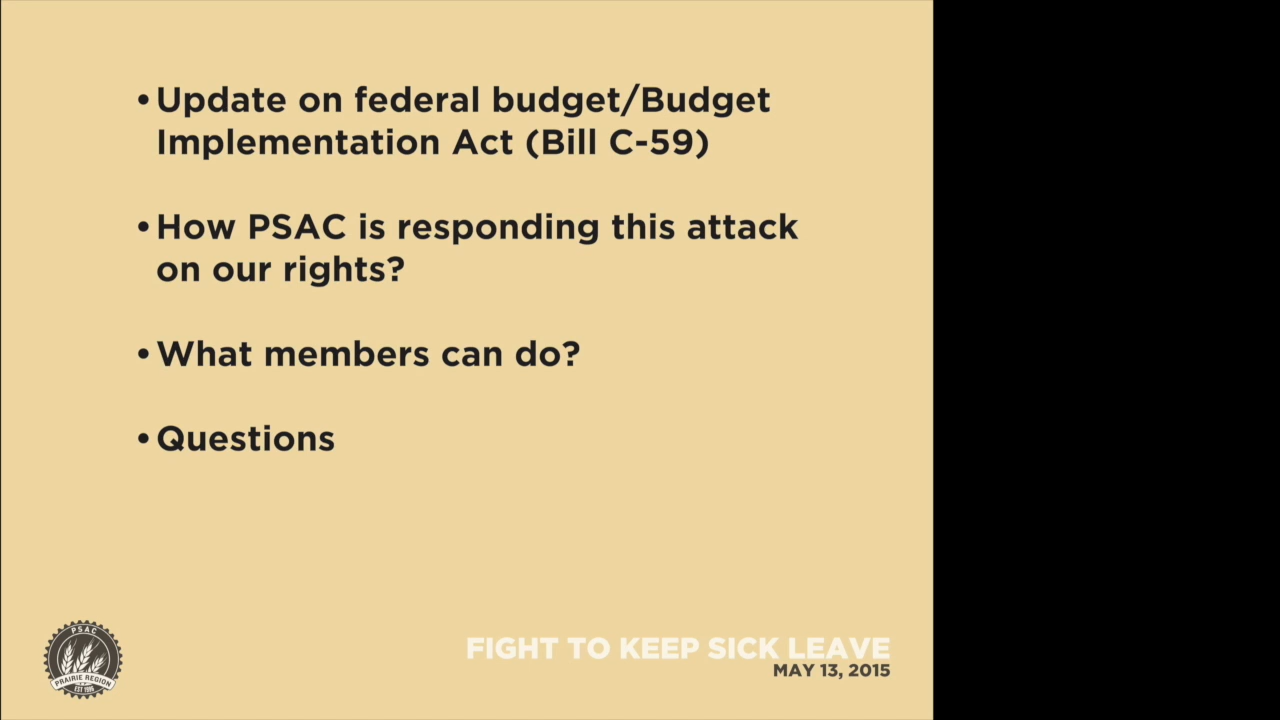 • Update on federal budget/Budget
Implementation Act (Bill C-59)
• How PSAC is responding this attack
on our rights?
• What members can do?
• Questions
PSAC
PRAIRIE REGION
FIGHT TO KEEP SICK LEAVE
MAY 13, 2015